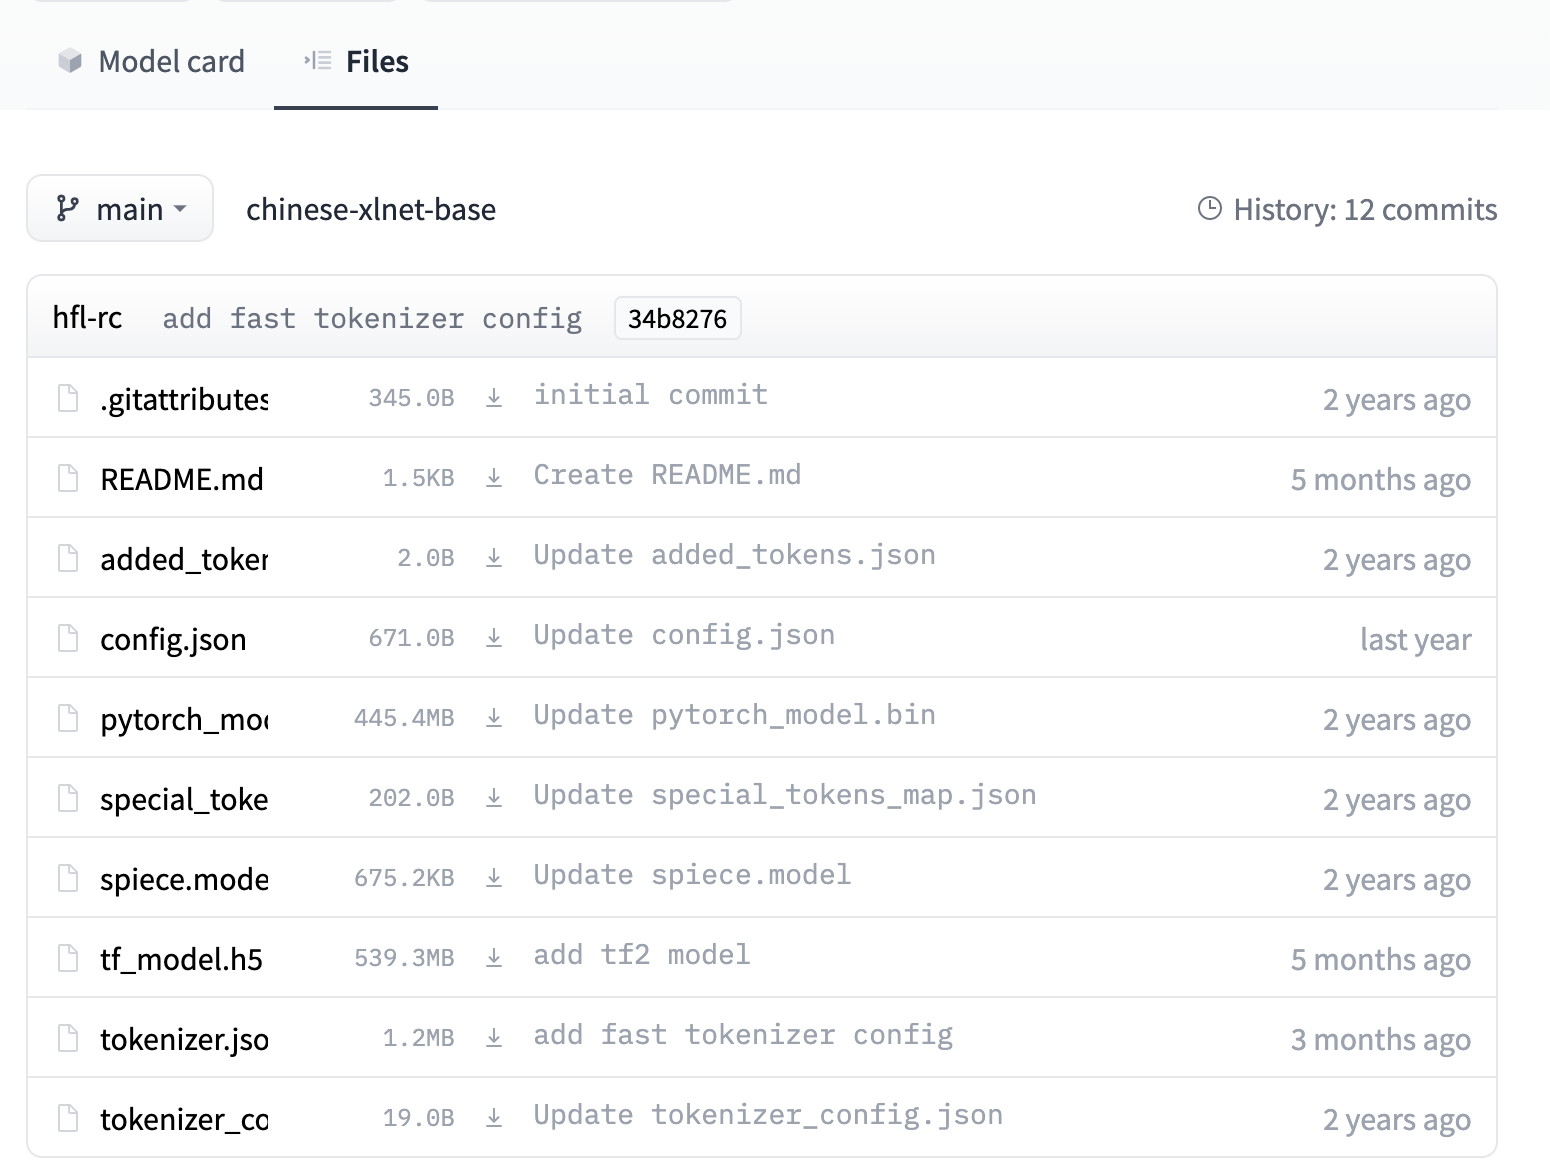 Model card Files
main chinese-xlnet-base History: 12 commits
hfl-rc add fast tokenizer config 34b8276
.gitattributes 345.0B initial commit 2 years ago
README.md 1.5KB Create README.md 5 months ago
added_token 2.0B Update added_tokens.json 2 years ago
config.json 671.0B Update config.json last year
pytorch_mod 445.4MB Update pytorch_model.bin 2 years ago
special_toke 202.0B Update special_tokens_map.json 2 years ago
spiece.mode 675.2KB Update spiece.model 2 years ago
tf_model.h5 539.3MB add tf2 model 5 months ago
tokenizer.jso 1.2MB add fast tokenizer config 3 months ago
tokenizer_co 19.0B Update tokenizer_config.json 2 years ago